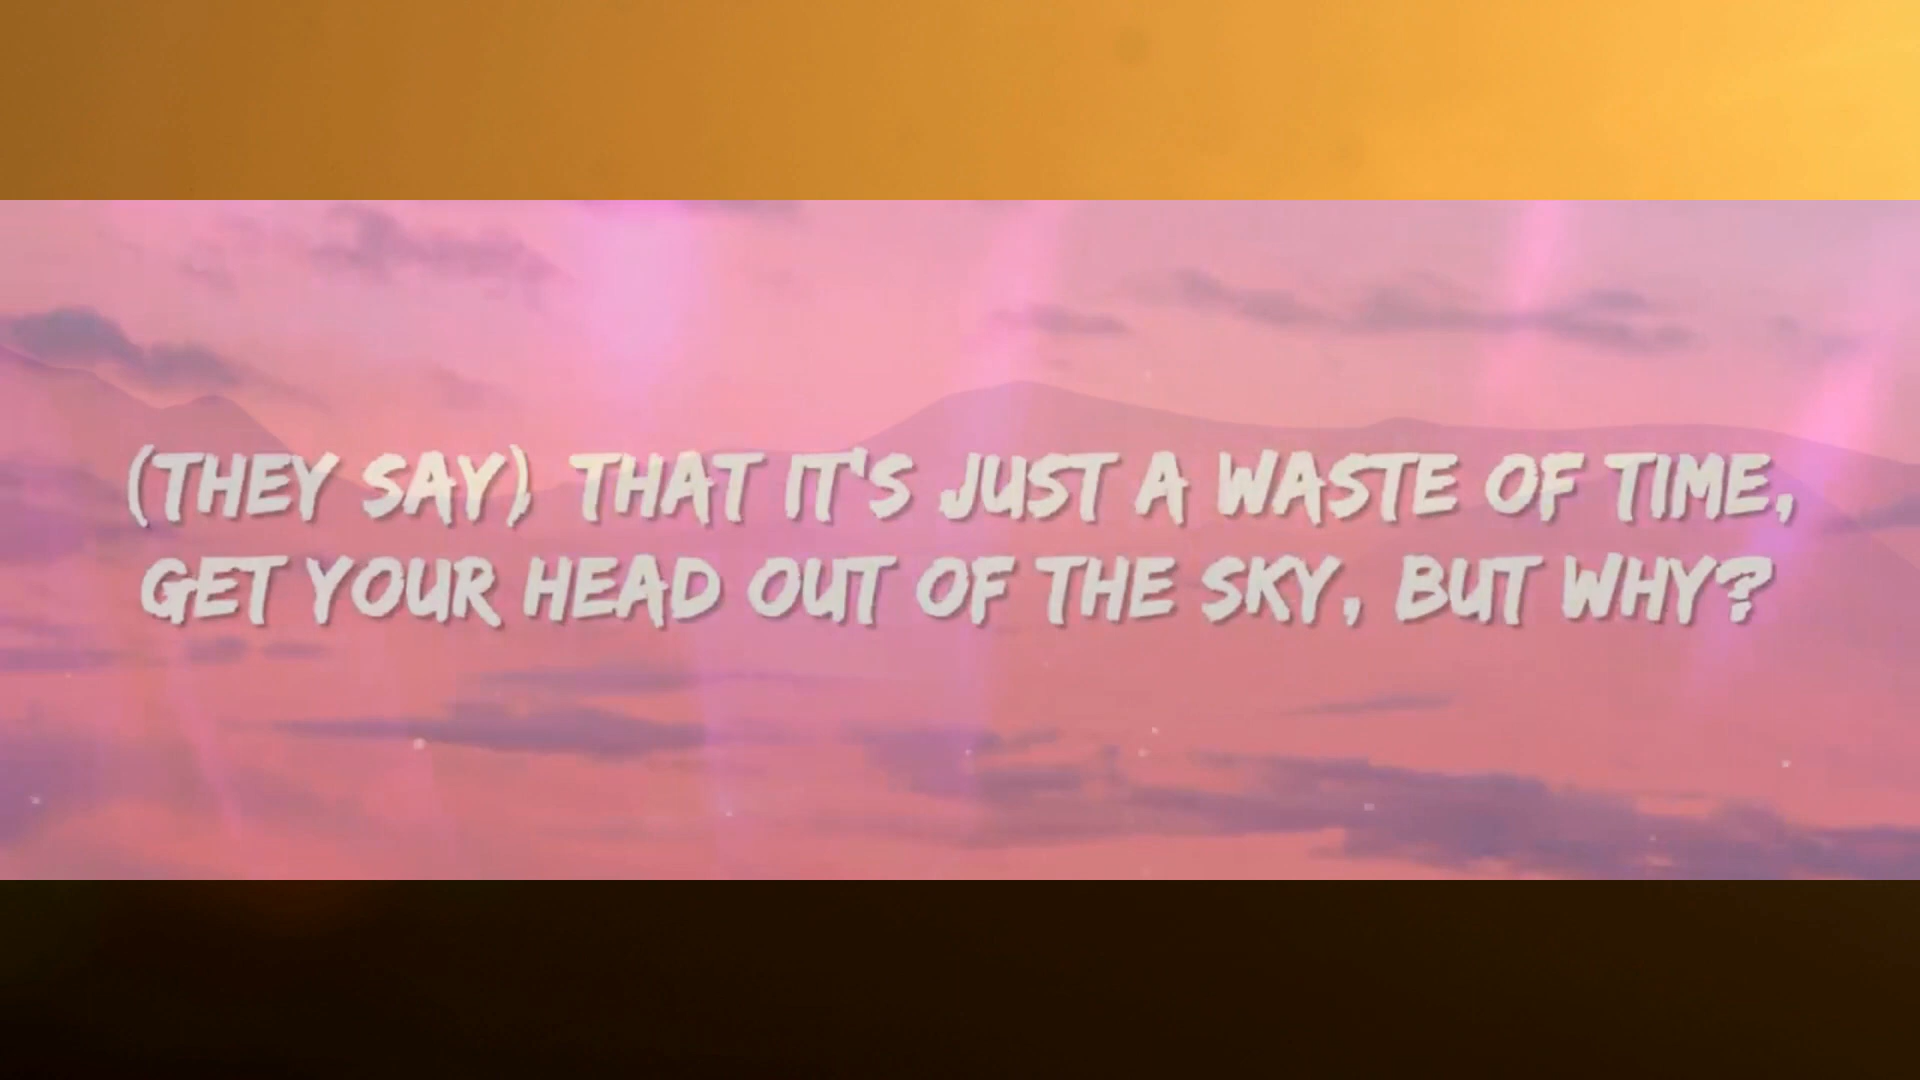 (THEY SAY), THAT IT'S JUST A WASTE OF TIME,
GET YOUR HEAD OUT OF THE SKY, BUT WHY?